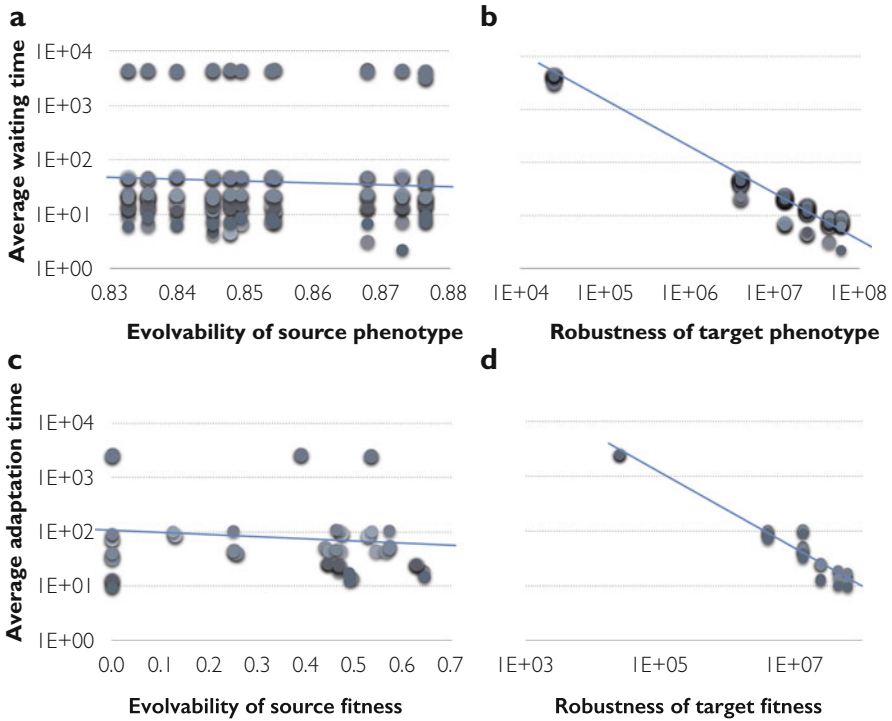 a
b
Average waiting time
1E+04
1E+03
1E+02
1E+01
1E+00
0.83 0.84 0.85 0.86 0.87 0.88
1E+04 1E+05 1E+06 1E+07 1E+08
Evolvability of source phenotype
Robustness of target phenotype
c
d
Average adaptation time
1E+04
1E+03
1E+02
1E+01
1E+00
0.0 0.1 0.2 0.3 0.4 0.5 0.6 0.7
1E+03 1E+05 1E+07
Evolvability of source fitness
Robustness of target fitness